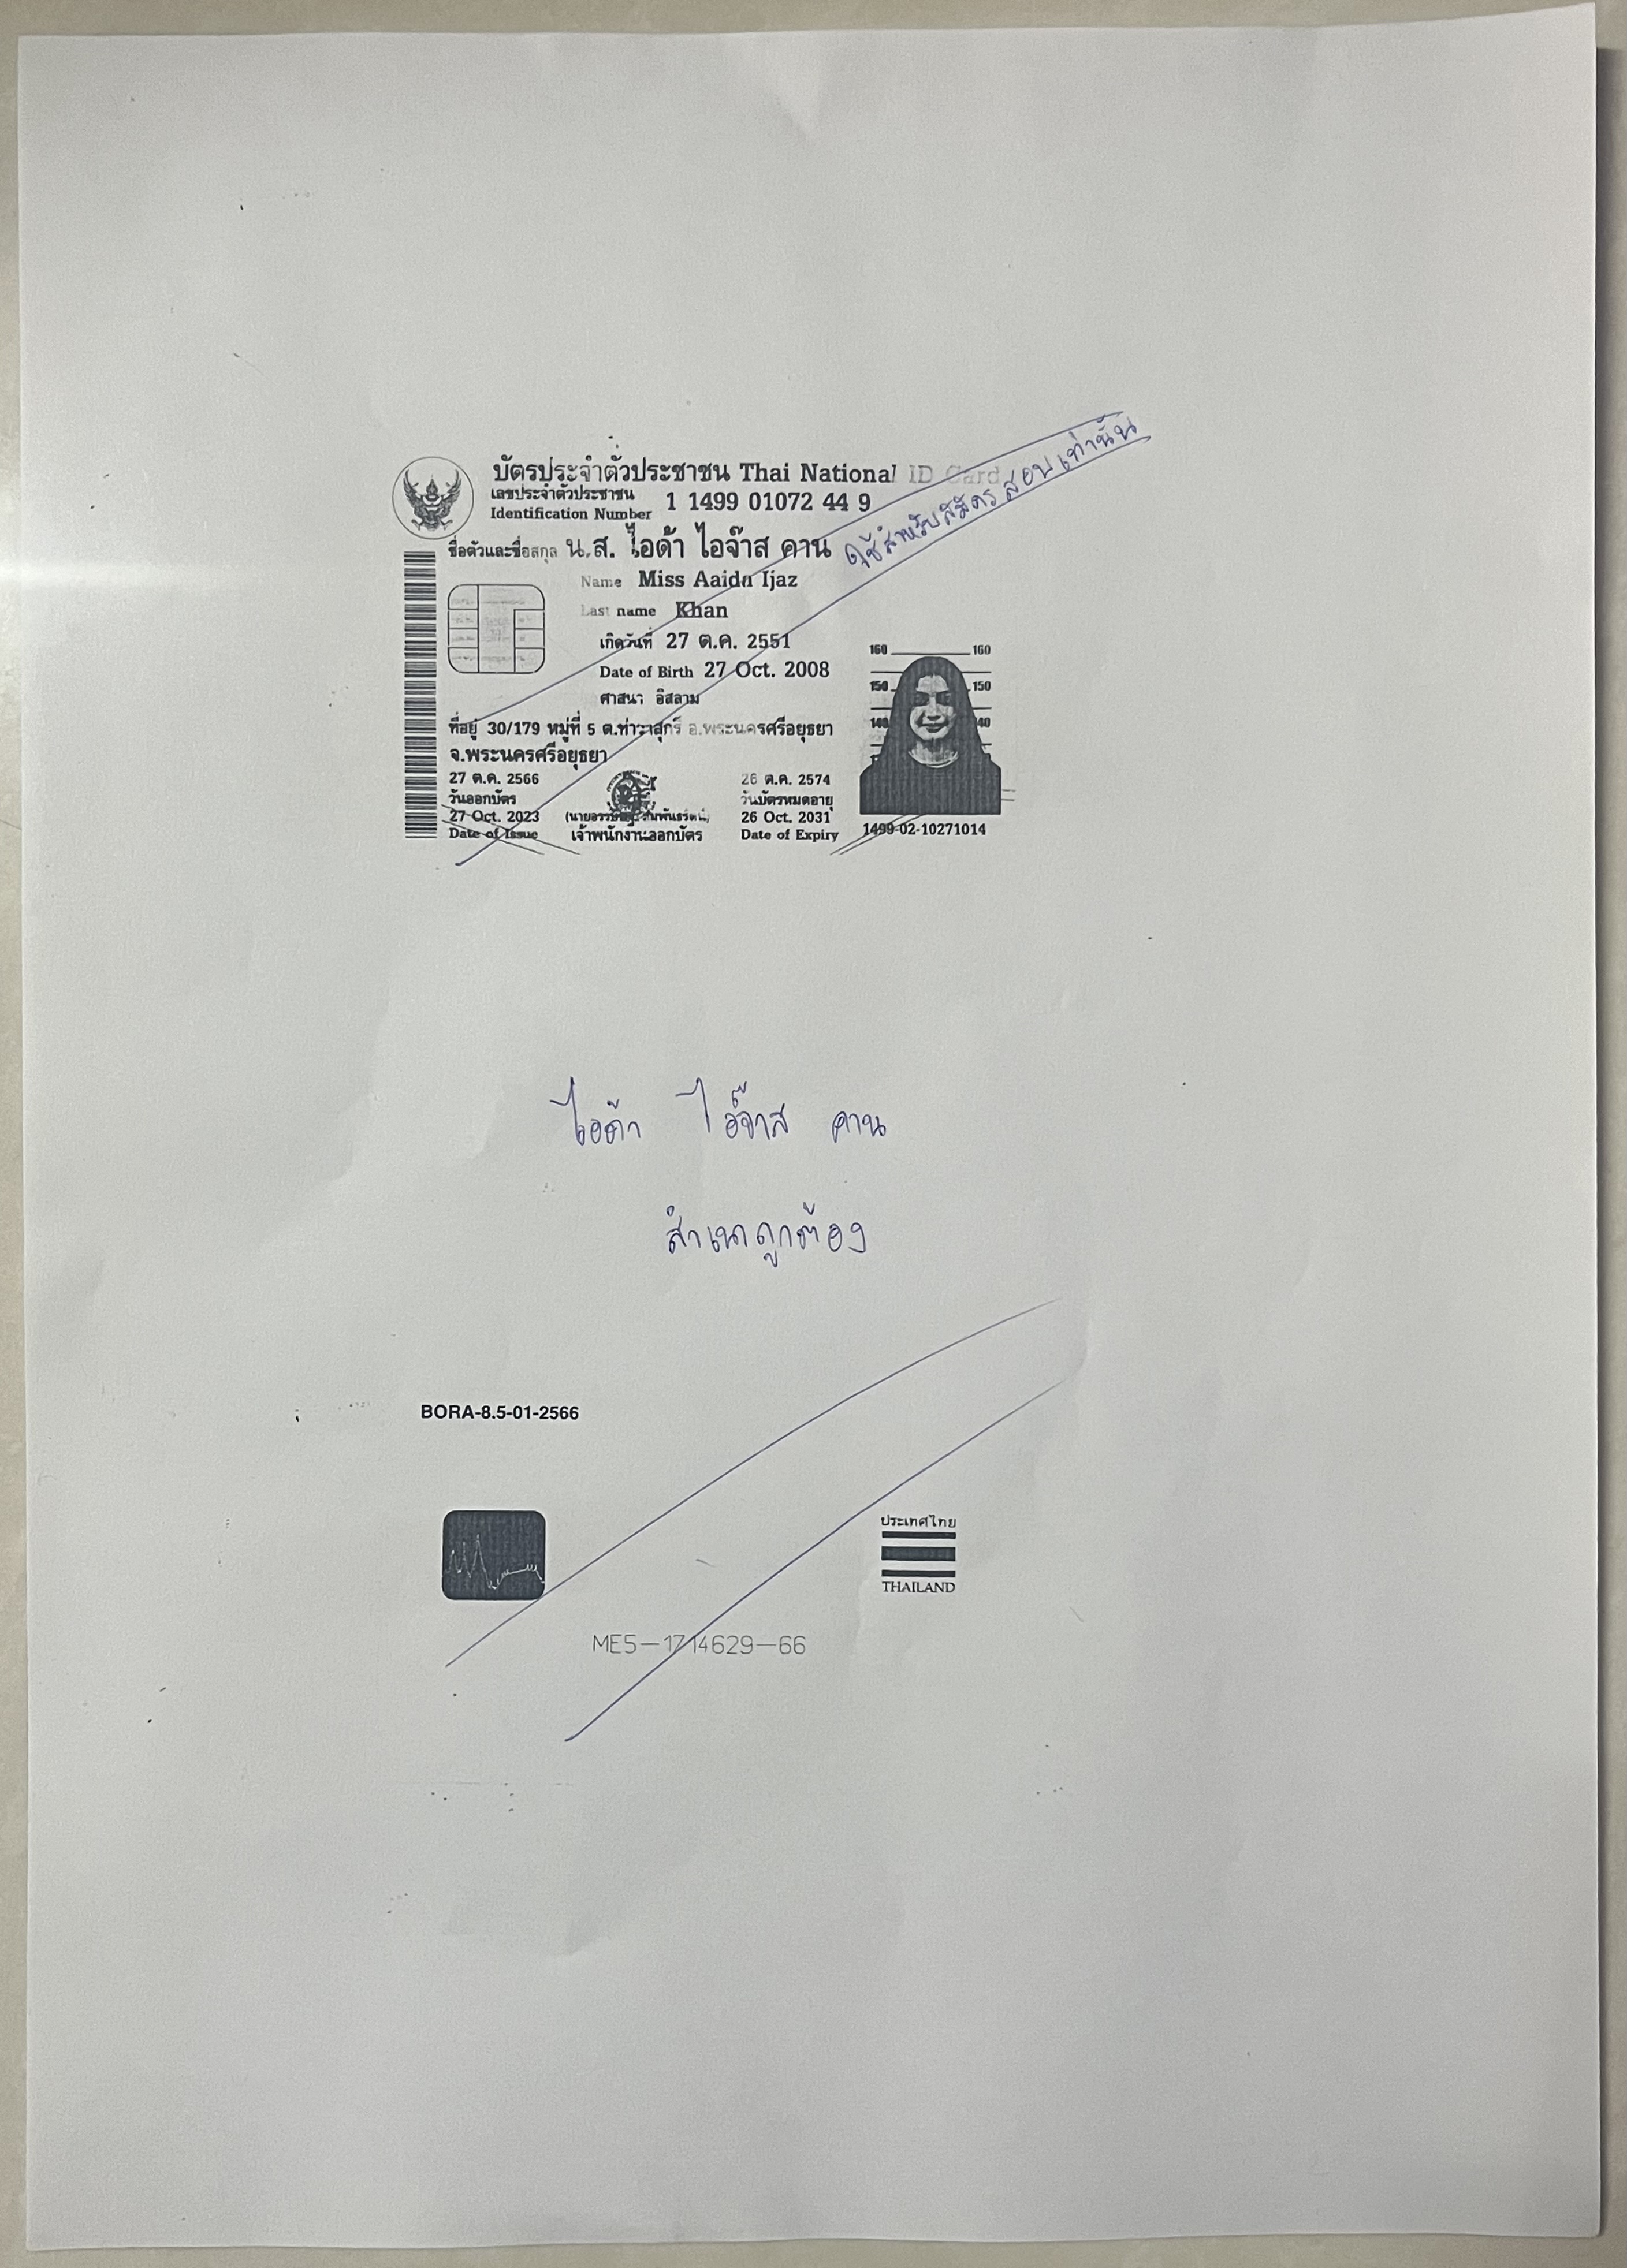 บัตรประจำตัวประชาชน Thai National ID Card
เลขประจำตัวประชาชน
Identification Number 1 1499 01072 44 9
ชื่อตัวและชื่อสกุล น.ส. ไอด้า ไอจ๊าส คาน
Name Miss Aaida Ijaz
Last name Khan
เกิดวันที่ 27 ต.ค. 2551
Date of Birth 27 Oct. 2008
ศาสนา อิสลาม
ที่อยู่ 30/179 หมู่ที่ 5 ต.ท่าวาสุกรี อ.พระนครศรีอยุธยา
จ.พระนครศรีอยุธยา
27 ต.ค. 2566
วันออกบัตร
27 Oct. 2023
Date of Issue
เจ้าพนักงานออกบัตร
26 ต.ค. 2574
วันบัตรหมดอายุ
26 Oct. 2031
Date of Expiry
160 160
150 150
140 40
1499-02-10271014
ใช้สำหรับสมัครสอบเท่านั้น
ไอด้า ไอจ๊าส คาน
สำเนาถูกต้อง
BORA-8.5-01-2566
ประเทศไทย
THAILAND
ME5-1714629-66